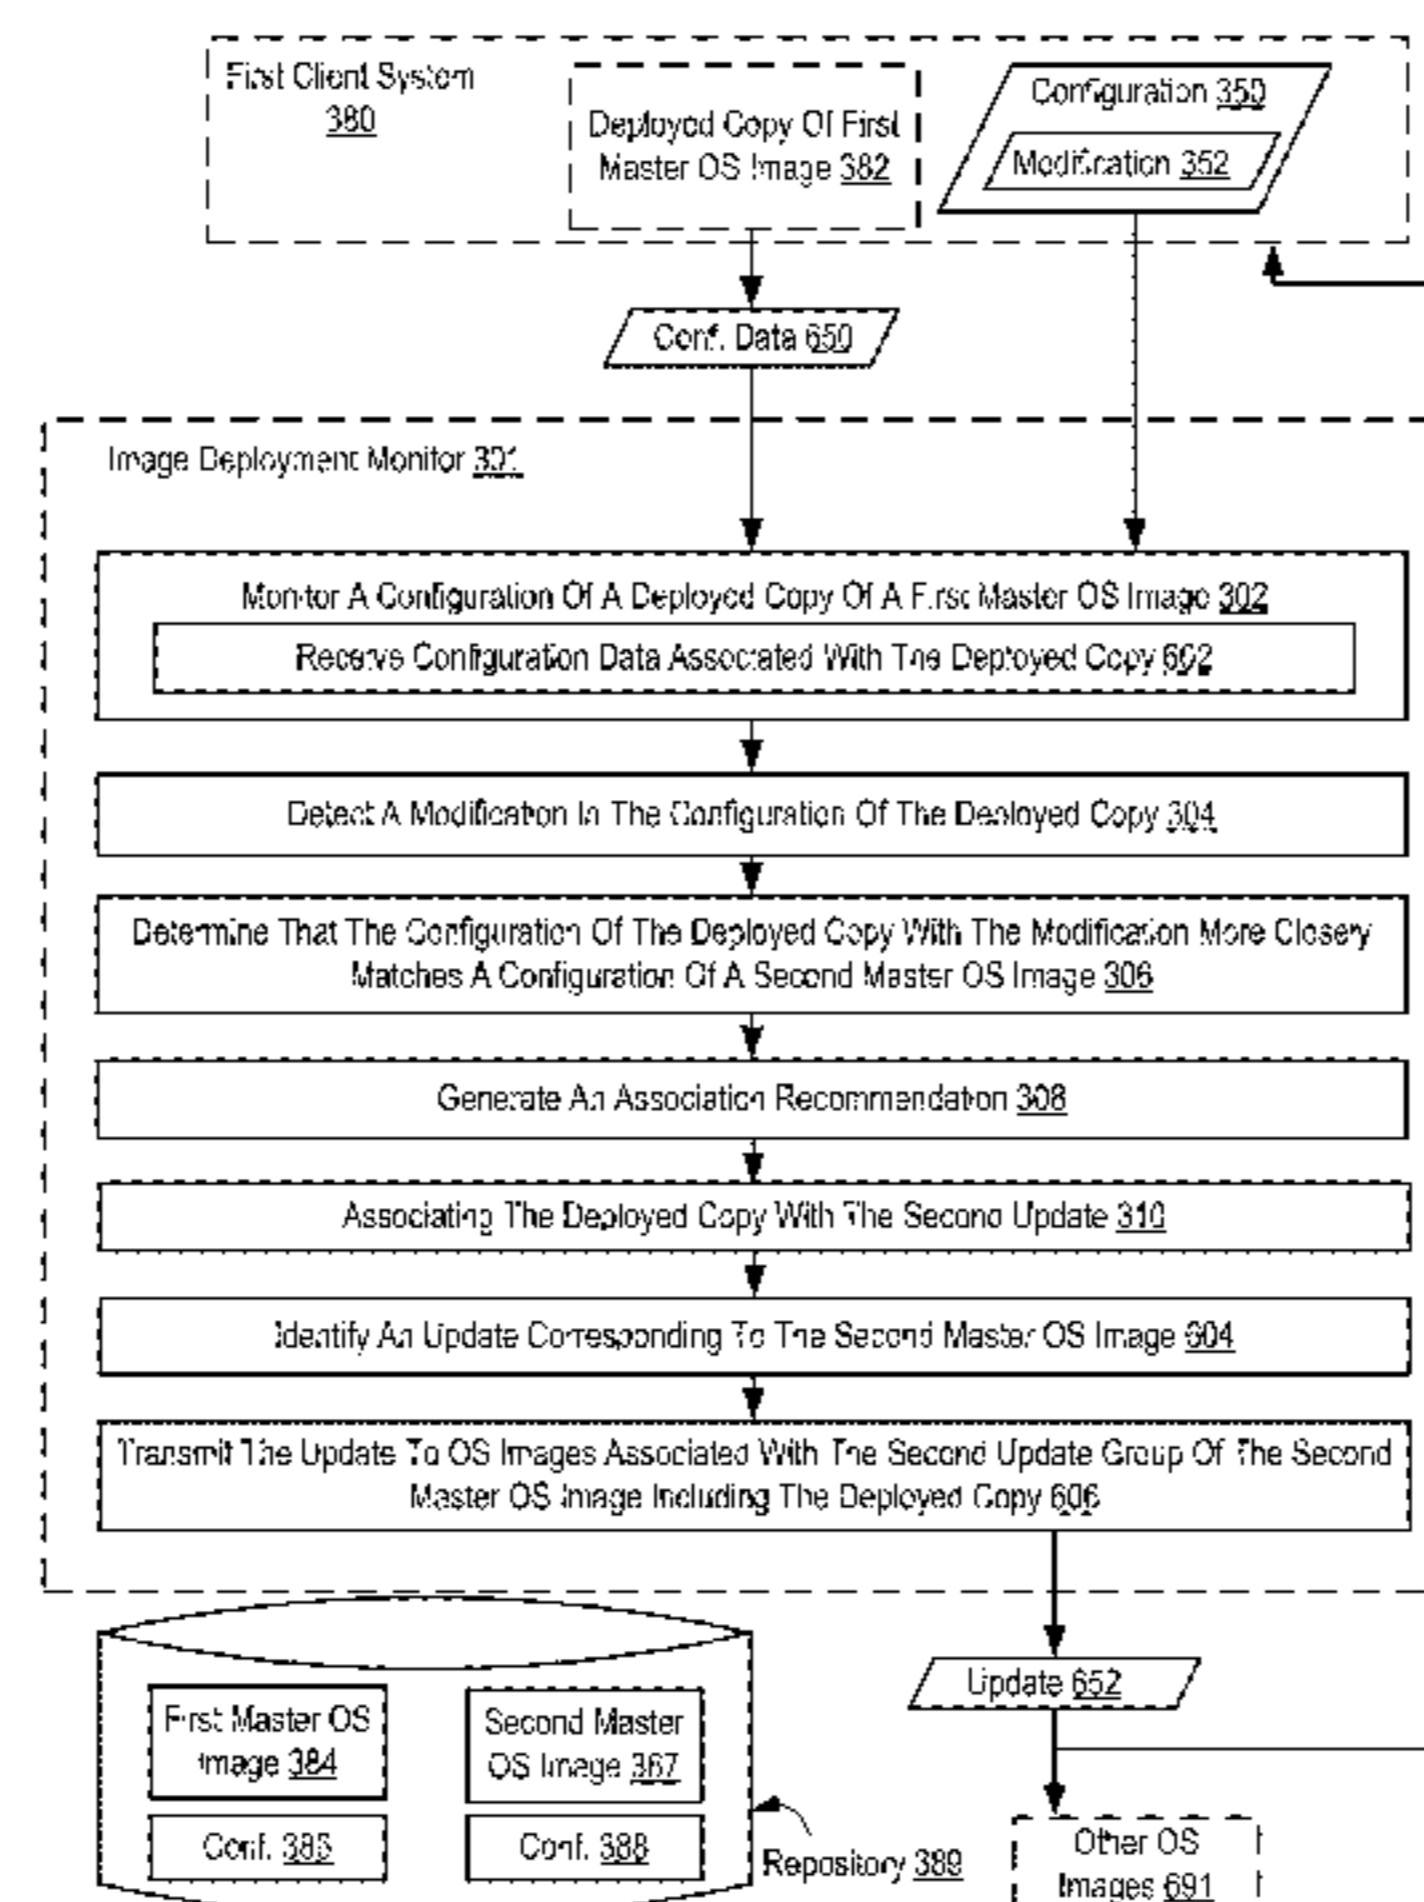 First Client System
380
Deployed Copy Of First
Master OS Image 382
Configuration 350
Modification 352
Conf. Data 650
Image Deployment Monitor 301
Monitor A Configuration Of A Deployed Copy Of A First Master OS Image 302
Receive Configuration Data Associated With The Deployed Copy 602
Detect A Modification In The Configuration Of The Deployed Copy 304
Determine That The Configuration Of The Deployed Copy With The Modification More Closely
Matches A Configuration Of A Second Master OS Image 306
Generate An Association Recommendation 308
Associating The Deployed Copy With The Second Update 310
Identify An Update Corresponding To The Second Master OS Image 604
Transmit The Update To OS Images Associated With The Second Update Group Of The Second
Master OS Image Including The Deployed Copy 606
Update 652
First Master OS
Image 384
Second Master
OS Image 387
Conf. 385
Conf. 388
Repository 389
Other OS
Images 691